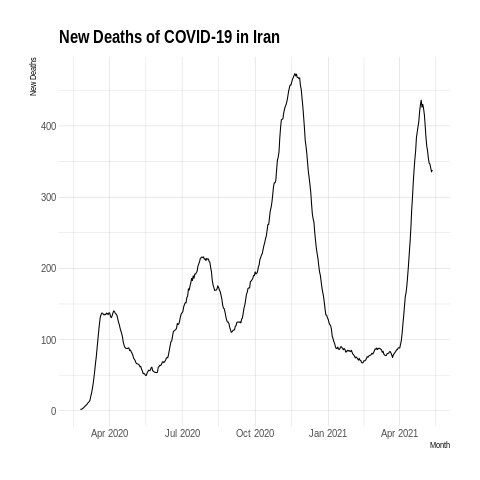 New Deaths of COVID-19 in Iran
New Deaths
400
300
200
100
0
Apr 2020 Jul 2020 Oct 2020 Jan 2021 Apr 2021
Month